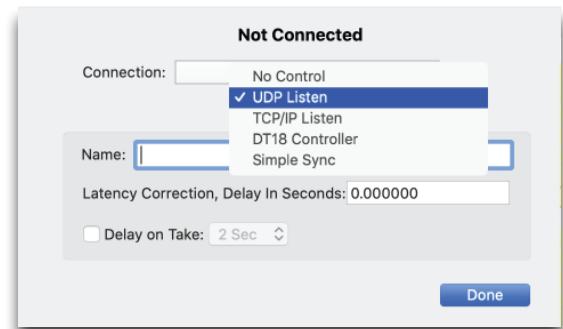 Not Connected
Connection:
No Control
✓ UDP Listen
TCP/IP Listen
DT18 Controller
Simple Sync
Name:
Latency Correction, Delay In Seconds: 0.000000
Delay on Take: 2 Sec
Done